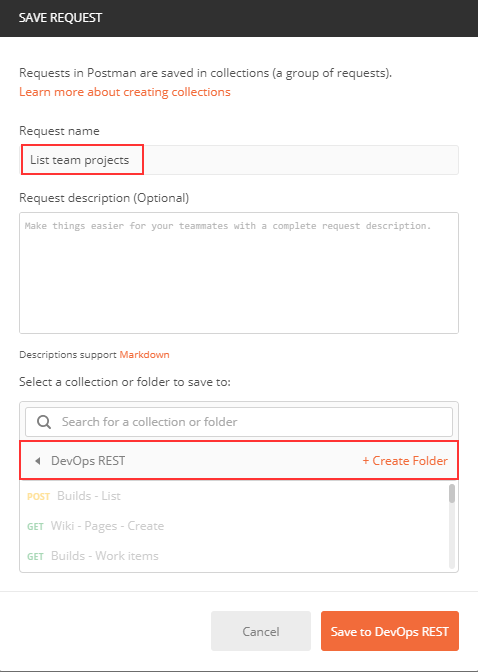 SAVE REQUEST
Requests in Postman are saved in collections (a group of requests).
Learn more about creating collections
Request name
List team projects
Request description (Optional)
Make things easier for your teammates with a complete request description.
Descriptions support Markdown
Select a collection or folder to save to:
Search for a collection or folder
DevOps REST + Create Folder
POST Builds - List
GET Wiki - Pages - Create
GET Builds - Work items
Cancel Save to DevOps REST